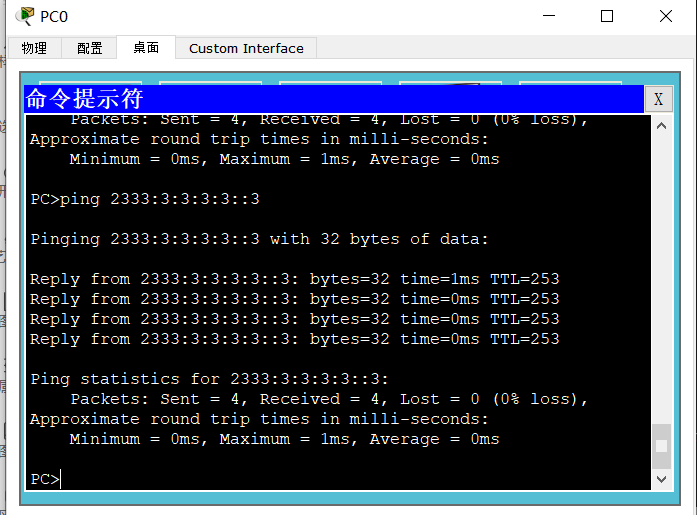 PC0
物理 配置 桌面 Custom Interface
命令提示符 X
Packets: Sent = 4, Received = 4, Lost = 0 (0% loss),
Approximate round trip times in milli-seconds:
Minimum = 0ms, Maximum = 1ms, Average = 0ms
PC>ping 2333:3:3:3:3::3
Pinging 2333:3:3:3:3::3 with 32 bytes of data:
Reply from 2333:3:3:3:3::3: bytes=32 time=1ms TTL=253
Reply from 2333:3:3:3:3::3: bytes=32 time=0ms TTL=253
Reply from 2333:3:3:3:3::3: bytes=32 time=0ms TTL=253
Reply from 2333:3:3:3:3::3: bytes=32 time=0ms TTL=253
Ping statistics for 2333:3:3:3:3::3:
Packets: Sent = 4, Received = 4, Lost = 0 (0% loss),
Approximate round trip times in milli-seconds:
Minimum = 0ms, Maximum = 1ms, Average = 0ms
PC>